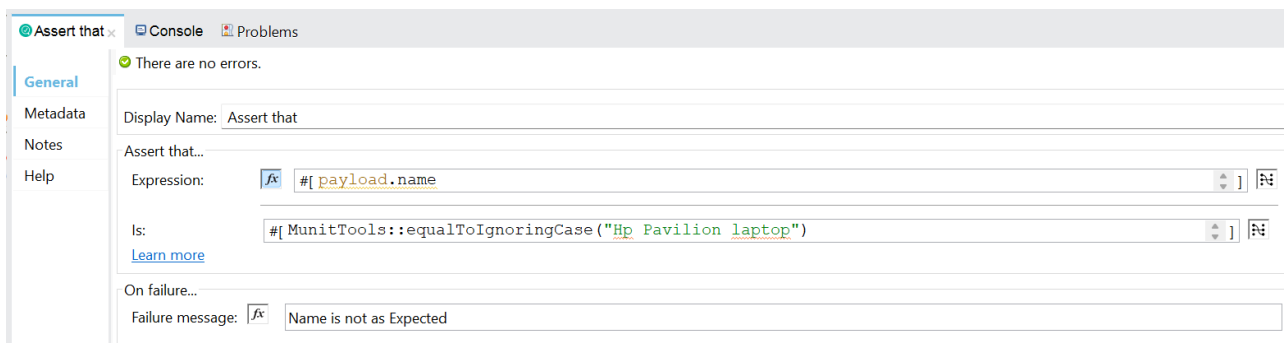 Assert that Console Problems
There are no errors.
General
Metadata
Notes
Help
Display Name: Assert that
Assert that...
Expression: fx #[ payload.name ]
Is: #[ MunitTools::equalToIgnoringCase("Hp Pavilion laptop") ]
Learn more
On failure...
Failure message: fx Name is not as Expected